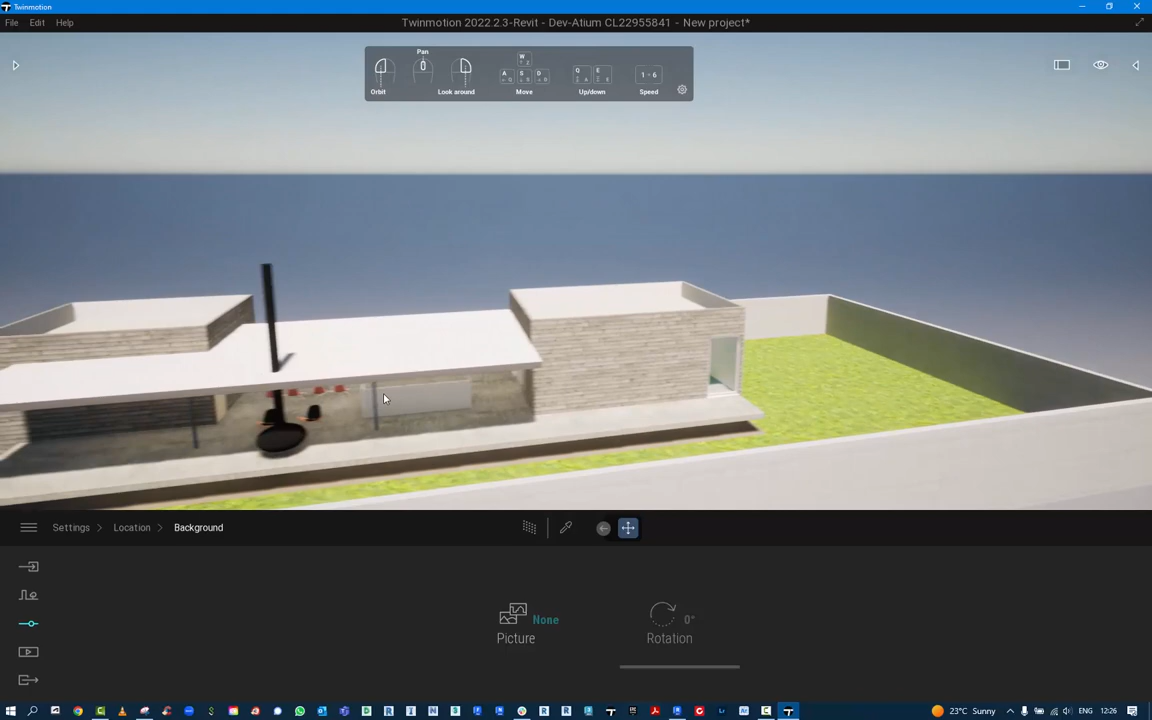 Twinmotion
File Edit Help
Twinmotion 2022.2.3-Revit - Dev-Atium CL22955841 - New project*
Pan
W
A S D
Q E
1 - 6
Orbit
Look around
Move
Up/down
Speed
Settings
Location
Background
None
Picture
0°
Rotation
23°C Sunny
ENG
12:26